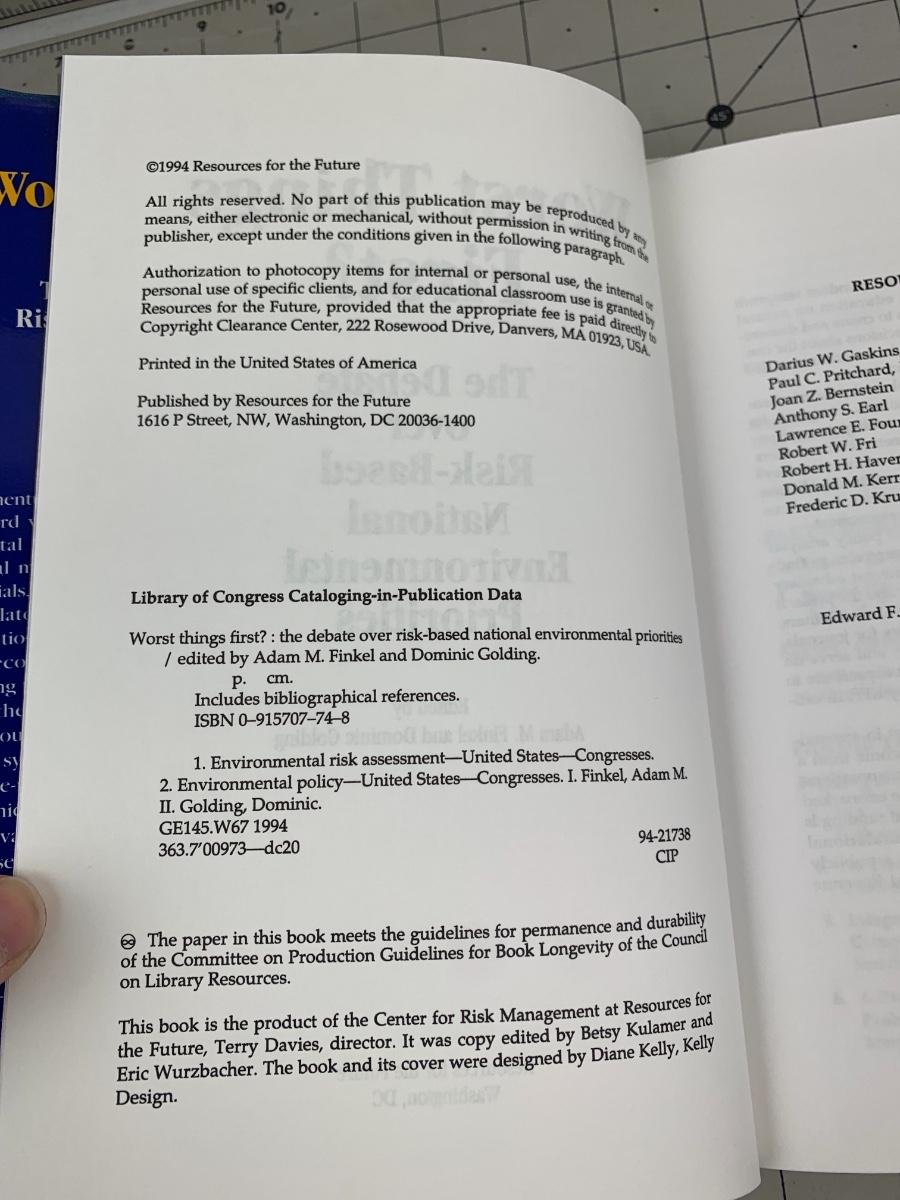 ©1994 Resources for the Future
All rights reserved. No part of this publication may be reproduced by any
means, either electronic or mechanical, without permission in writing from the
publisher, except under the conditions given in the following paragraph.
Authorization to photocopy items for internal or personal use, the internal or
personal use of specific clients, and for educational classroom use is granted by
Resources for the Future, provided that the appropriate fee is paid directly to
Copyright Clearance Center, 222 Rosewood Drive, Danvers, MA 01923, USA.
Printed in the United States of America
Published by Resources for the Future
1616 P Street, NW, Washington, DC 20036-1400
Library of Congress Cataloging-in-Publication Data
Worst things first? : the debate over risk-based national environmental priorities
/ edited by Adam M. Finkel and Dominic Golding.
p. cm.
Includes bibliographical references.
ISBN 0–915707–74–8
1. Environmental risk assessment—United States—Congresses.
2. Environmental policy—United States—Congresses. I. Finkel, Adam M.
II. Golding, Dominic.
GE145.W67 1994
363.7'00973—dc20
94-21738
CIP
♾ The paper in this book meets the guidelines for permanence and durability
of the Committee on Production Guidelines for Book Longevity of the Council
on Library Resources.
This book is the product of the Center for Risk Management at Resources for
the Future, Terry Davies, director. It was copy edited by Betsy Kulamer and
Eric Wurzbacher. The book and its cover were designed by Diane Kelly, Kelly
Design.
RESO
Darius W. Gaskins
Paul C. Pritchard,
Joan Z. Bernstein
Anthony S. Earl
Lawrence E. Four
Robert W. Fri
Robert H. Haver
Donald M. Kerr
Frederic D. Kru
Edward F.
10
9
45°
Wo
Ris